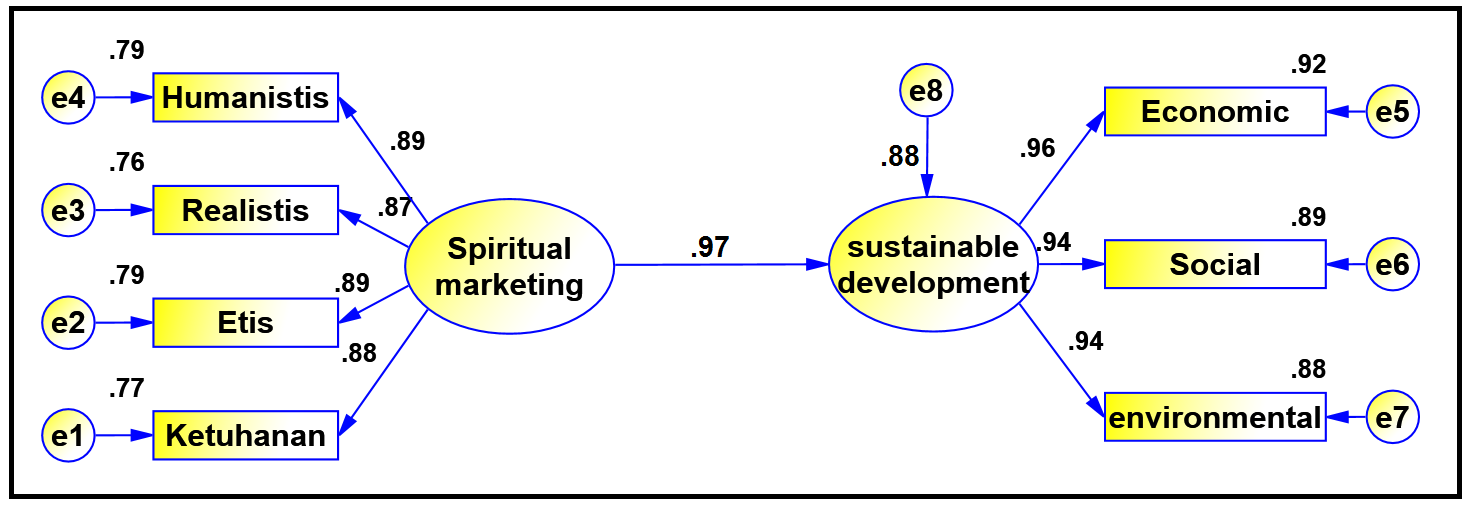 .79
e4
Humanistis
.89
.76
e3
Realistis
.87
.79
e2
Etis
.89
.77
e1
Ketuhanan
.88
Spiritual
marketing
.97
e8
.88
sustainable
development
.96
.92
Economic
e5
.94
.89
Social
e6
.94
.88
environmental
e7